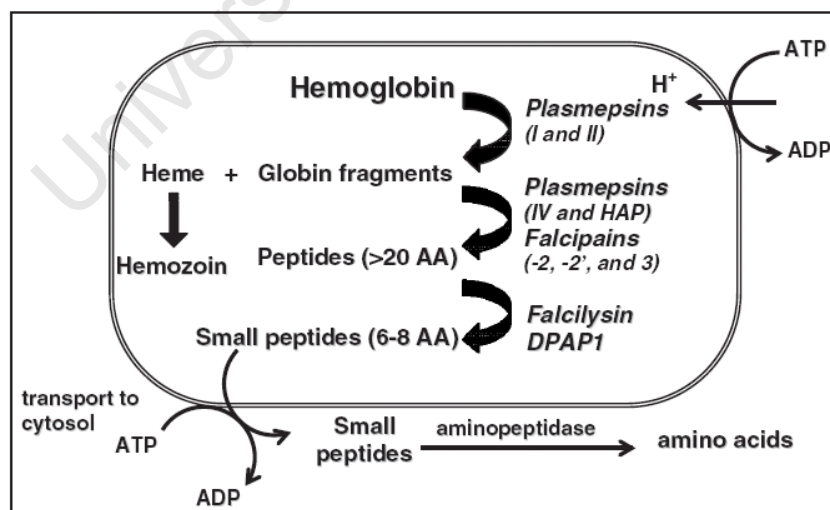 Univers
ATP
H+
ADP
Hemoglobin
Plasmepsins
(I and II)
Heme + Globin fragments
Plasmepsins
(IV and HAP)
Hemozoin
Peptides (>20 AA)
Falcipains
(-2, -2', and 3)
Small peptides (6-8 AA)
Falcilysin
DPAP1
transport to
cytosol
ATP
ADP
Small
peptides
aminopeptidase
amino acids